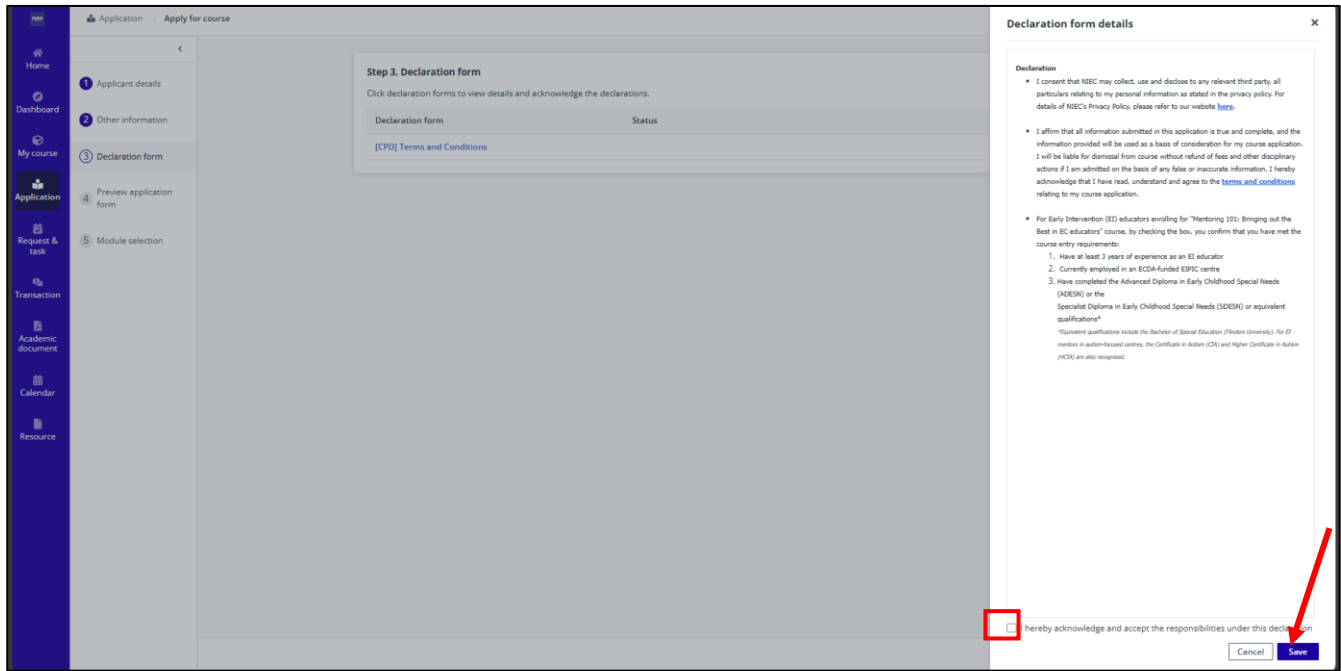 Application / Apply for course
Home
Dashboard
My course
Application
Request &
task
Transaction
Academic
document
Calendar
Resource
1 Applicant details
2 Other information
3 Declaration form
4 Preview application
form
5 Module selection
Step 3. Declaration form
Click declaration forms to view details and acknowledge the declarations.
Declaration form Status
[CPD] Terms and Conditions
Declaration form details
Declaration
• I consent that NIEC may collect, use and disclose to any relevant third party, all
particulars relating to my personal information as stated in the privacy policy. For
details of NIEC's Privacy Policy, please refer to our website here.
• I affirm that all information submitted in this application is true and complete, and the
information provided will be used as a basis of consideration for my course application.
I will be liable for dismissal from course without refund of fees and other disciplinary
actions if I am admitted on the basis of any false or inaccurate information. I hereby
acknowledge that I have read, understand and agree to the terms and conditions
relating to my course application.
• For Early Intervention (EI) educators enrolling for "Mentoring 101: Bringing out the
Best in EC educators" course, by checking the box, you confirm that you have met the
course entry requirements:
1. Have at least 3 years of experience as an EI educator
2. Currently employed in an ECDA-funded EIPIC centre
3. Have completed the Advanced Diploma in Early Childhood Special Needs
(ADESN) or the
Specialist Diploma in Early Childhood Special Needs (SDESN) or equivalent
qualifications*
*Equivalent qualifications include the Bachelor of Special Education (Flinders University). For EI
mentors in autism-focused centres, the Certificate in Autism (CIA) and Higher Certificate in Autism
(HCIA) are also recognised.
I hereby acknowledge and accept the responsibilities under this declaration
Cancel Save